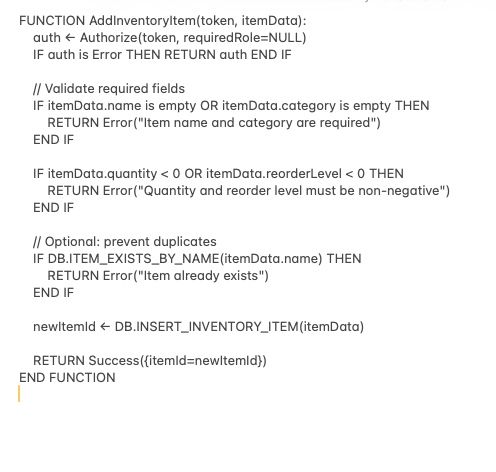 FUNCTION AddInventoryItem(token, itemData):
auth ← Authorize(token, requiredRole=NULL)
IF auth is Error THEN RETURN auth END IF
// Validate required fields
IF itemData.name is empty OR itemData.category is empty THEN
RETURN Error("Item name and category are required")
END IF
IF itemData.quantity < 0 OR itemData.reorderLevel < 0 THEN
RETURN Error("Quantity and reorder level must be non-negative")
END IF
// Optional: prevent duplicates
IF DB.ITEM_EXISTS_BY_NAME(itemData.name) THEN
RETURN Error("Item already exists")
END IF
newItemId ← DB.INSERT_INVENTORY_ITEM(itemData)
RETURN Success({itemId=newItemId})
END FUNCTION